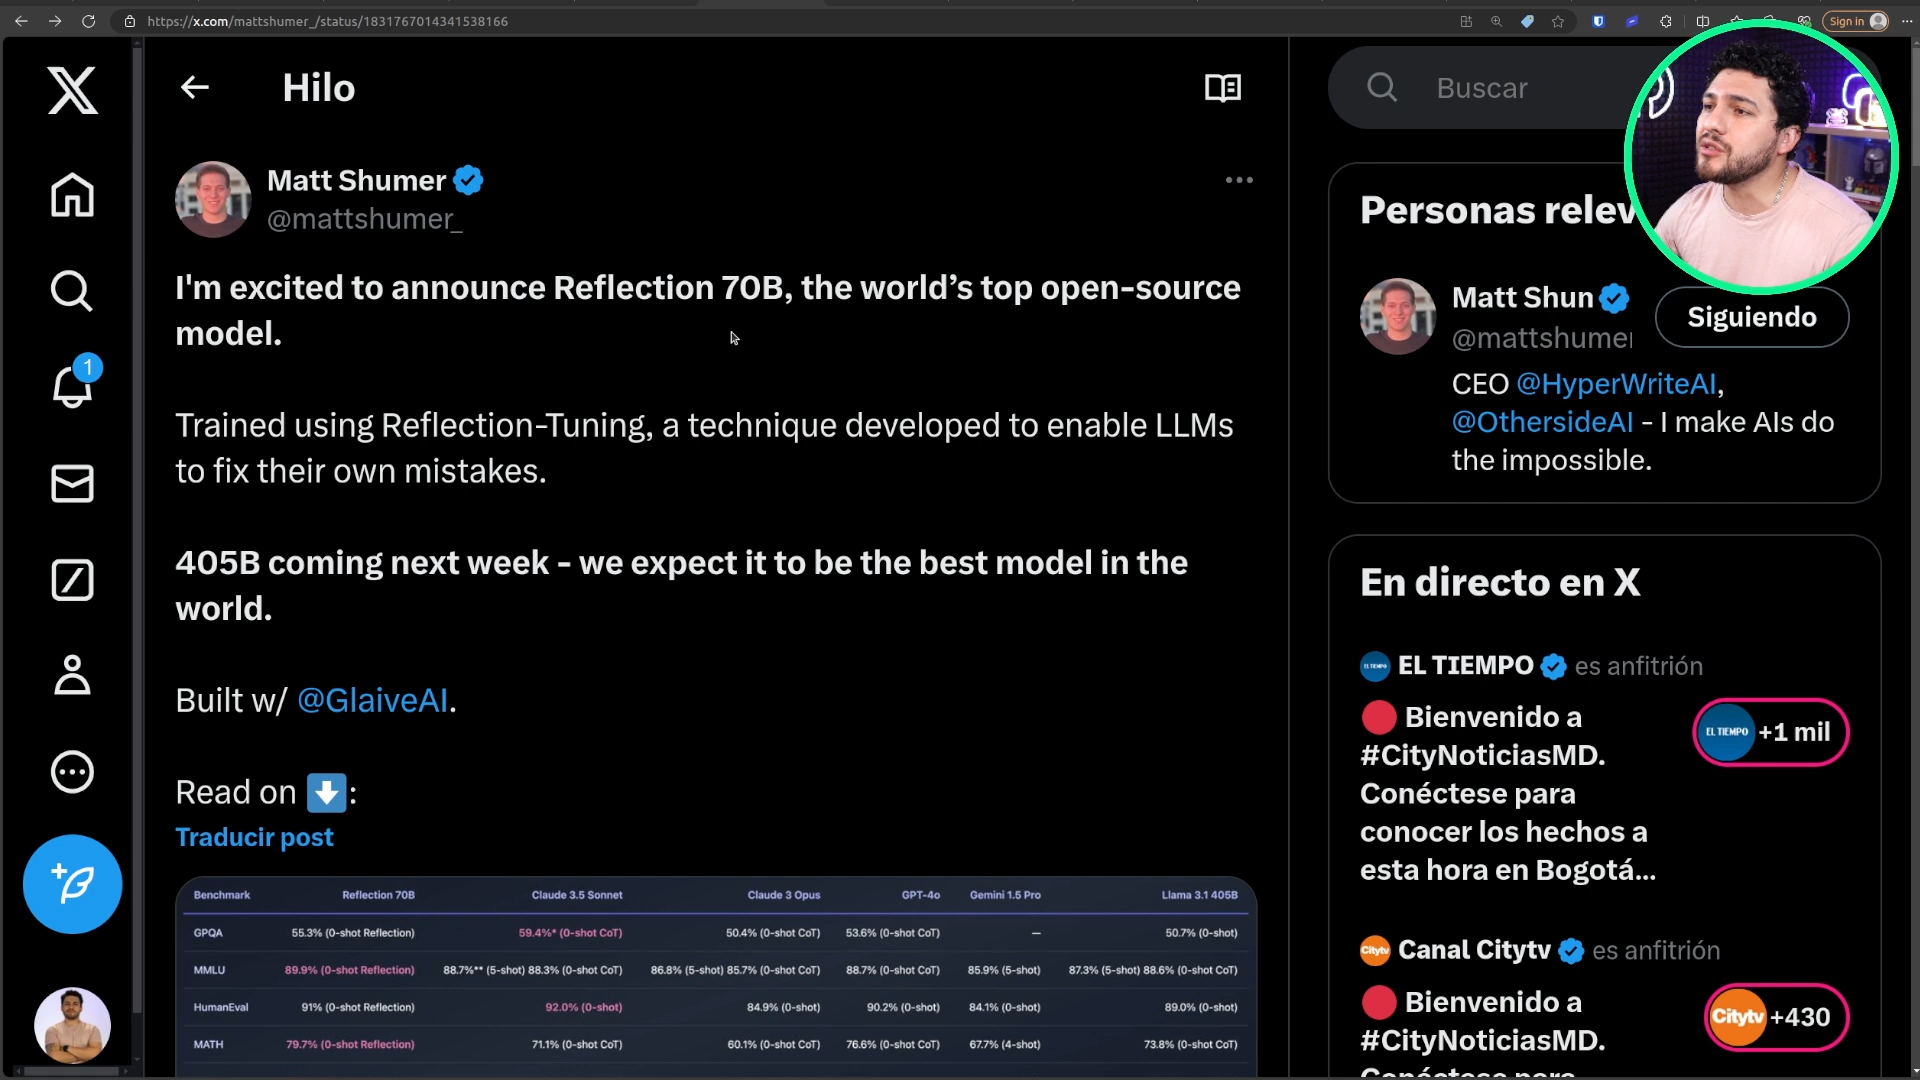 https://x.com/mattshumer_/status/1831767014341538166
Sign in
Hilo
Matt Shumer
@mattshumer_
I'm excited to announce Reflection 70B, the world’s top open-source
model.
Trained using Reflection-Tuning, a technique developed to enable LLMs
to fix their own mistakes.
405B coming next week - we expect it to be the best model in the
world.
Built w/ @GlaiveAI.
Read on ⬇️:
Traducir post
Benchmark Reflection 70B Claude 3.5 Sonnet Claude 3 Opus GPT-4o Gemini 1.5 Pro Llama 3.1 405B
GPQA 55.3% (0-shot Reflection) 59.4%* (0-shot CoT) 50.4% (0-shot CoT) 53.6% (0-shot CoT) — 50.7% (0-shot)
MMLU 89.9% (0-shot Reflection) 88.7%** (5-shot) 88.3% (0-shot CoT) 86.8% (5-shot) 85.7% (0-shot CoT) 88.7% (0-shot CoT) 85.9% (5-shot) 87.3% (5-shot) 88.6% (0-shot CoT)
HumanEval 91% (0-shot Reflection) 92.0% (0-shot) 84.9% (0-shot) 90.2% (0-shot) 84.1% (0-shot) 89.0% (0-shot)
MATH 79.7% (0-shot Reflection) 71.1% (0-shot CoT) 60.1% (0-shot CoT) 76.6% (0-shot CoT) 67.7% (4-shot) 73.8% (0-shot CoT)
1
Buscar
Personas relev
Matt Shun
@mattshumer
Siguiendo
CEO @HyperWriteAI,
@OthersideAI - I make AIs do
the impossible.
En directo en X
EL TIEMPO es anfitrión
🔴 Bienvenido a
#CityNoticiasMD.
Conéctese para
conocer los hechos a
esta hora en Bogotá...
EL TIEMPO +1 mil
Citytv Canal Citytv es anfitrión
🔴 Bienvenido a
#CityNoticiasMD.
Conéctese para
Citytv +430